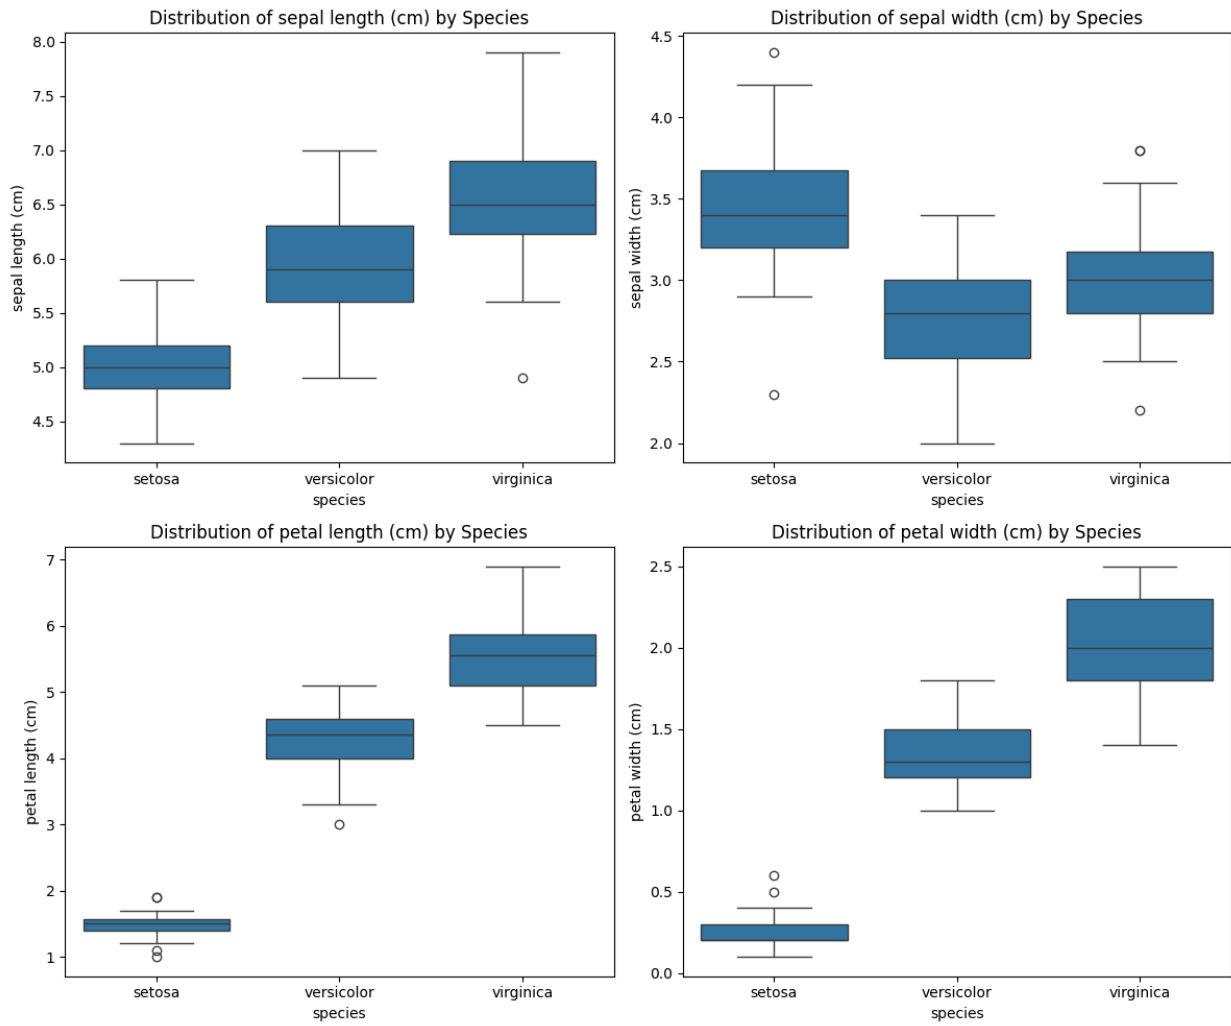 Distribution of sepal length (cm) by Species
sepal length (cm)
8.0
7.5
7.0
6.5
6.0
5.5
5.0
4.5
setosa versicolor virginica
species
Distribution of sepal width (cm) by Species
sepal width (cm)
4.5
4.0
3.5
3.0
2.5
2.0
setosa versicolor virginica
species
Distribution of petal length (cm) by Species
petal length (cm)
7
6
5
4
3
2
1
setosa versicolor virginica
species
Distribution of petal width (cm) by Species
petal width (cm)
2.5
2.0
1.5
1.0
0.5
0.0
setosa versicolor virginica
species